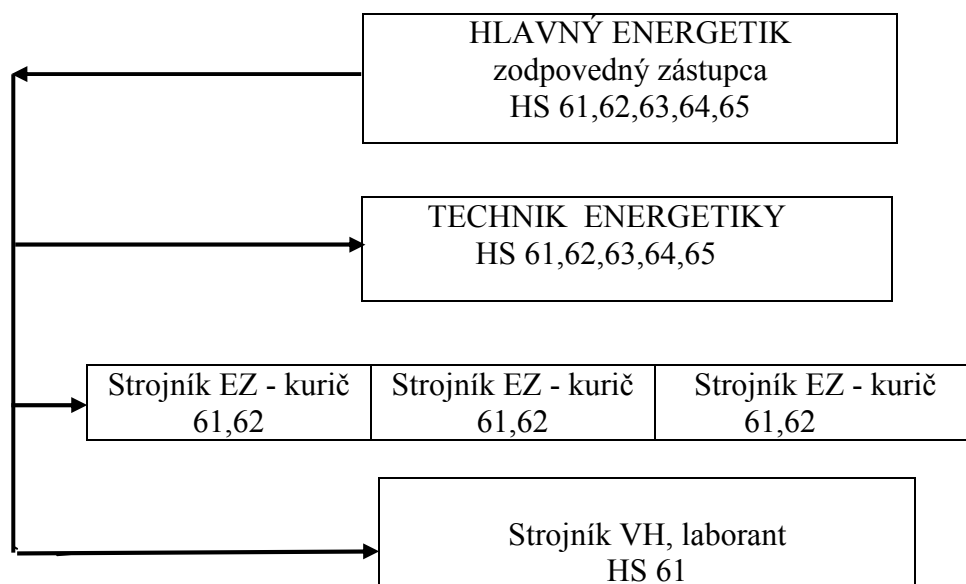 HLAVNÝ ENERGETIK
zodpovedný zástupca
HS 61,62,63,64,65
TECHNIK ENERGETIKY
HS 61,62,63,64,65
Strojník EZ - kurič
61,62
Strojník EZ - kurič
61,62
Strojník EZ - kurič
61,62
Strojník VH, laborant
HS 61